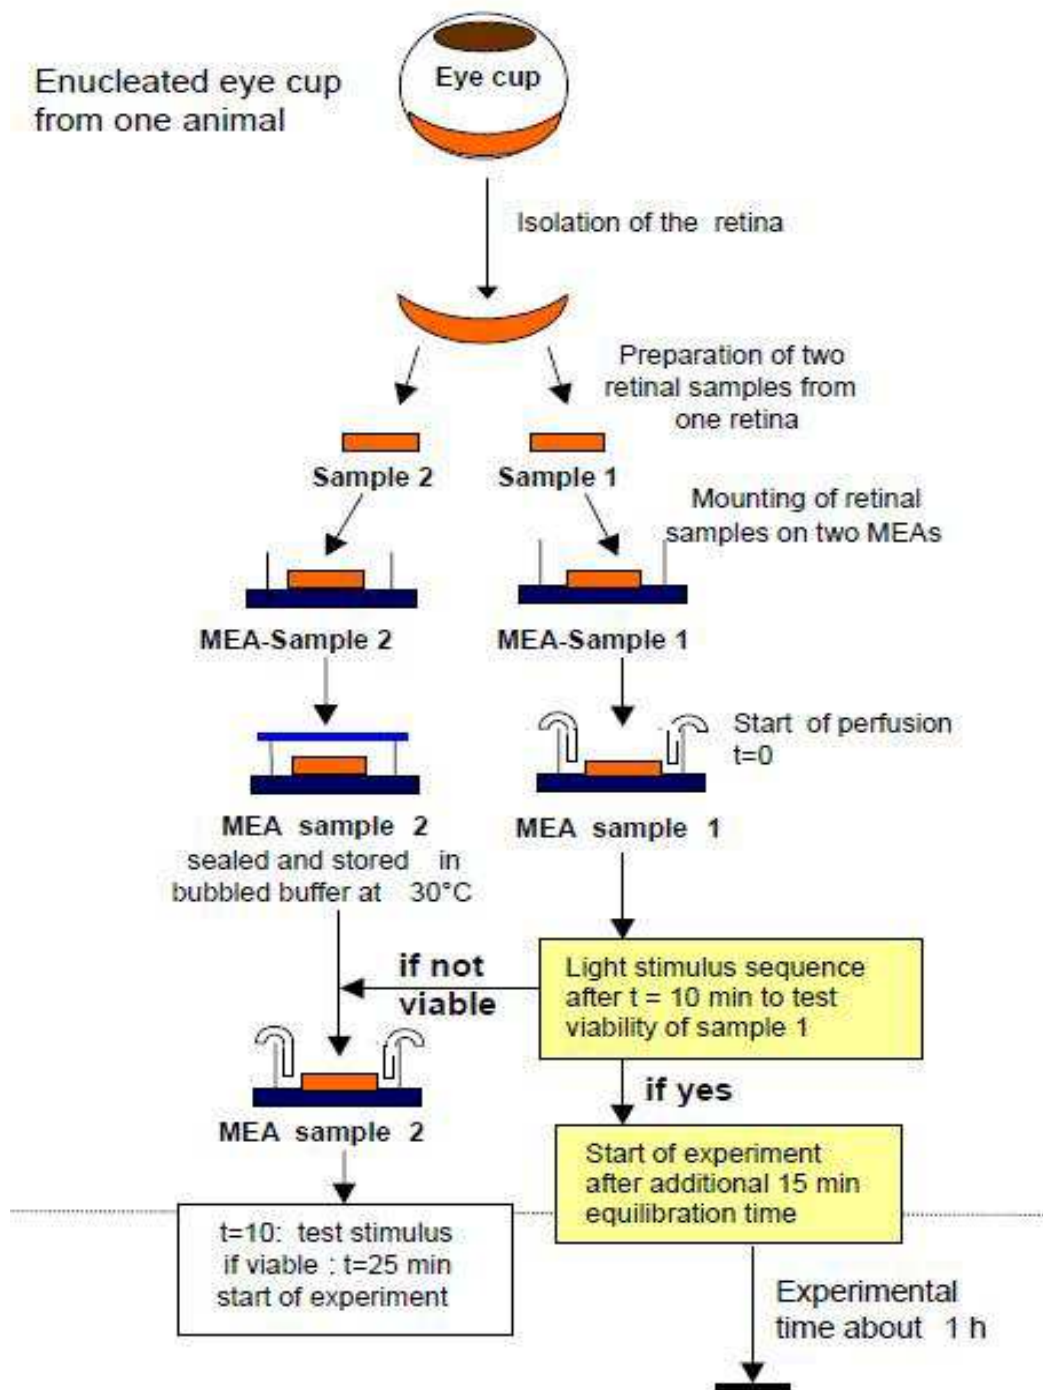 Enucleated eye cup
from one animal
Eye cup
Isolation of the retina
Preparation of two
retinal samples from
one retina
Sample 2
Sample 1
Mounting of retinal
samples on two MEAs
MEA-Sample 2
MEA-Sample 1
Start of perfusion
t=0
MEA sample 2
sealed and stored in
bubbled buffer at 30°C
MEA sample 1
if not
viable
Light stimulus sequence
after t = 10 min to test
viability of sample 1
if yes
MEA sample 2
Start of experiment
after additional 15 min
equilibration time
t=10: test stimulus
if viable : t=25 min
start of experiment
Experimental
time about 1 h